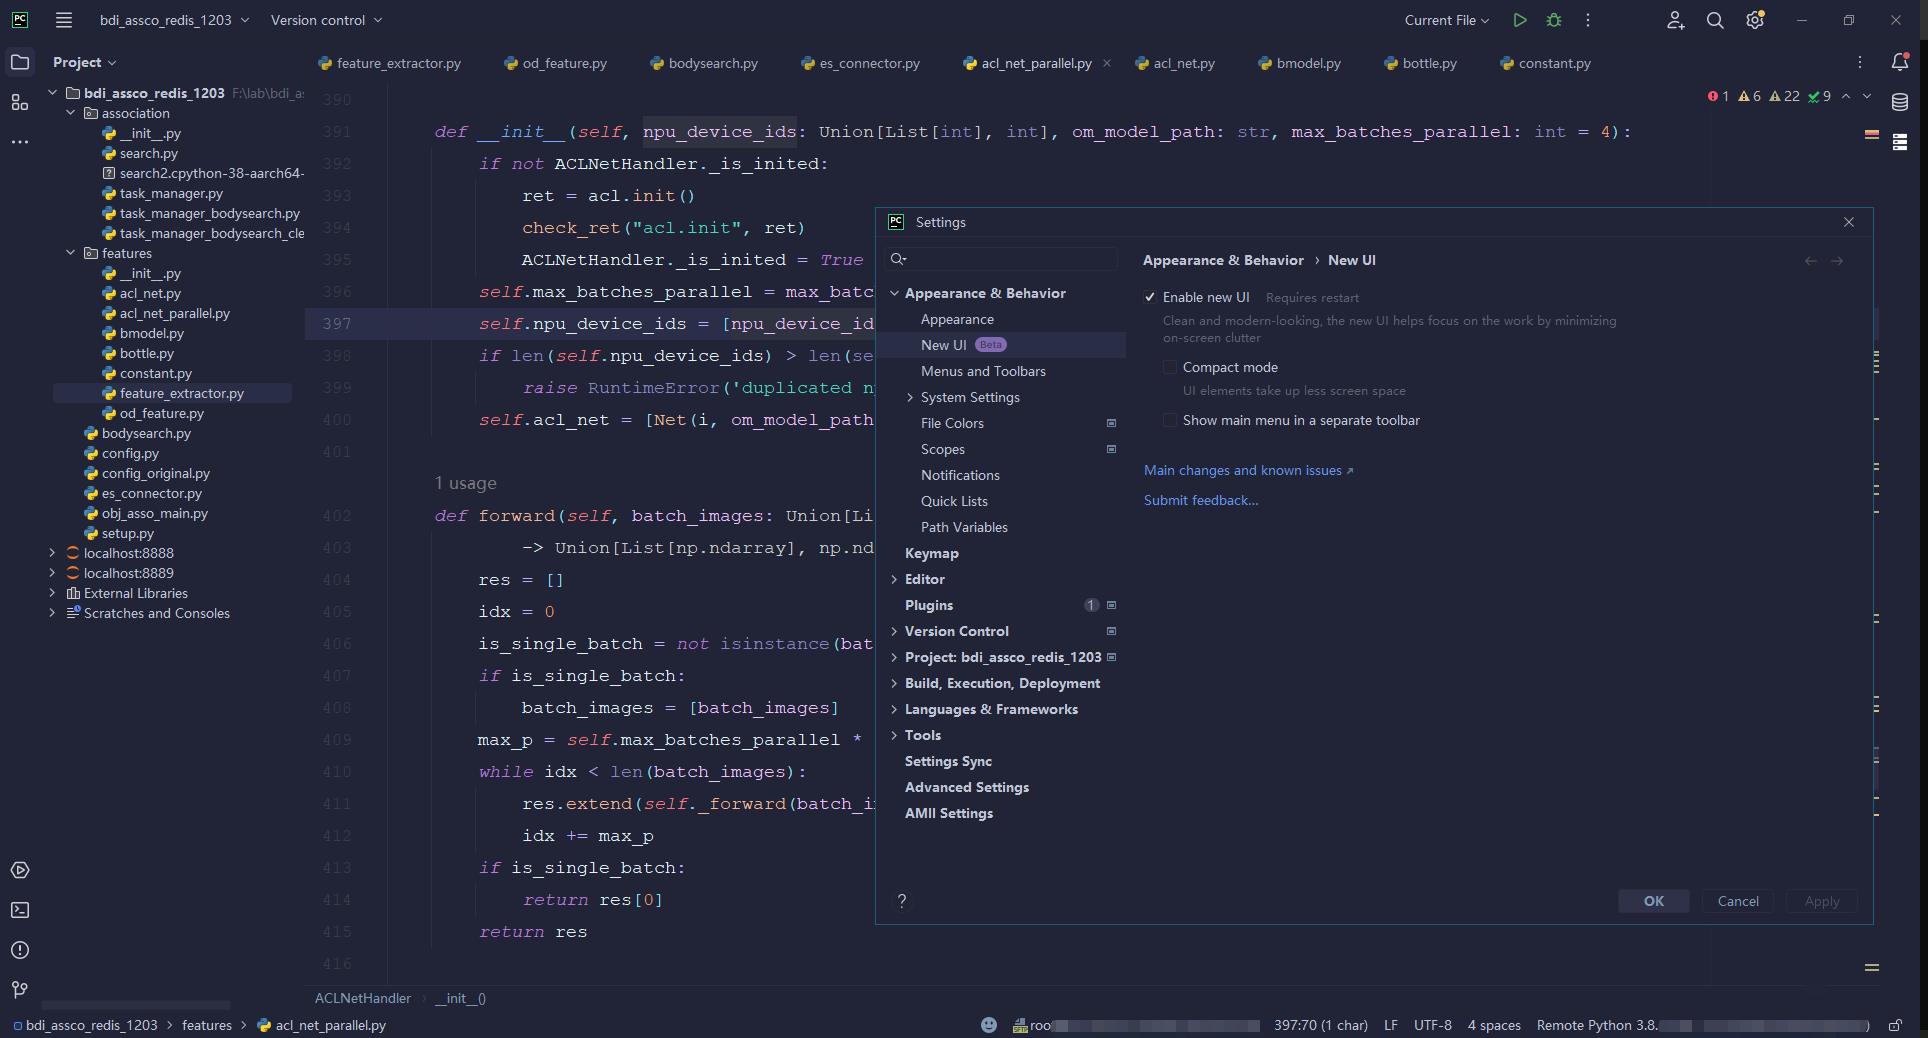 PC bdi_assco_redis_1203 Version control Current File
Project
feature_extractor.py od_feature.py bodysearch.py es_connector.py acl_net_parallel.py acl_net.py bmodel.py bottle.py constant.py
bdi_assco_redis_1203 F:\lab\bdi_as
association
__init__.py
search.py
search2.cpython-38-aarch64-
task_manager.py
task_manager_bodysearch.py
task_manager_bodysearch_cle
features
__init__.py
acl_net.py
acl_net_parallel.py
bmodel.py
bottle.py
constant.py
feature_extractor.py
od_feature.py
bodysearch.py
config.py
config_original.py
es_connector.py
obj_asso_main.py
setup.py
localhost:8888
localhost:8889
External Libraries
Scratches and Consoles
1 6 22 9
390
391 def __init__(self, npu_device_ids: Union[List[int], int], om_model_path: str, max_batches_parallel: int = 4):
392 if not ACLNetHandler._is_inited:
393 ret = acl.init()
394 check_ret("acl.init", ret)
395 ACLNetHandler._is_inited = True
396 self.max_batches_parallel = max_batc
397 self.npu_device_ids = [npu_device_id
398 if len(self.npu_device_ids) > len(se
399 raise RuntimeError('duplicated n
400 self.acl_net = [Net(i, om_model_path
401
1 usage
402 def forward(self, batch_images: Union[Li
403 -> Union[List[np.ndarray], np.nd
404 res = []
405 idx = 0
406 is_single_batch = not isinstance(bat
407 if is_single_batch:
408 batch_images = [batch_images]
409 max_p = self.max_batches_parallel *
410 while idx < len(batch_images):
411 res.extend(self._forward(batch_i
412 idx += max_p
413 if is_single_batch:
414 return res[0]
415 return res
416
PC Settings
Appearance & Behavior
Appearance
New UI Beta
Menus and Toolbars
System Settings
File Colors
Scopes
Notifications
Quick Lists
Path Variables
Keymap
Editor
Plugins 1
Version Control
Project: bdi_assco_redis_1203
Build, Execution, Deployment
Languages & Frameworks
Tools
Settings Sync
Advanced Settings
AMII Settings
Appearance & Behavior › New UI
Enable new UI Requires restart
Clean and modern-looking, the new UI helps focus on the work by minimizing
on-screen clutter
Compact mode
UI elements take up less screen space
Show main menu in a separate toolbar
Main changes and known issues
Submit feedback...
? OK Cancel Apply
ACLNetHandler › __init__()
bdi_assco_redis_1203 > features > acl_net_parallel.py SFTP roo 397:70 (1 char) LF UTF-8 4 spaces Remote Python 3.8. )